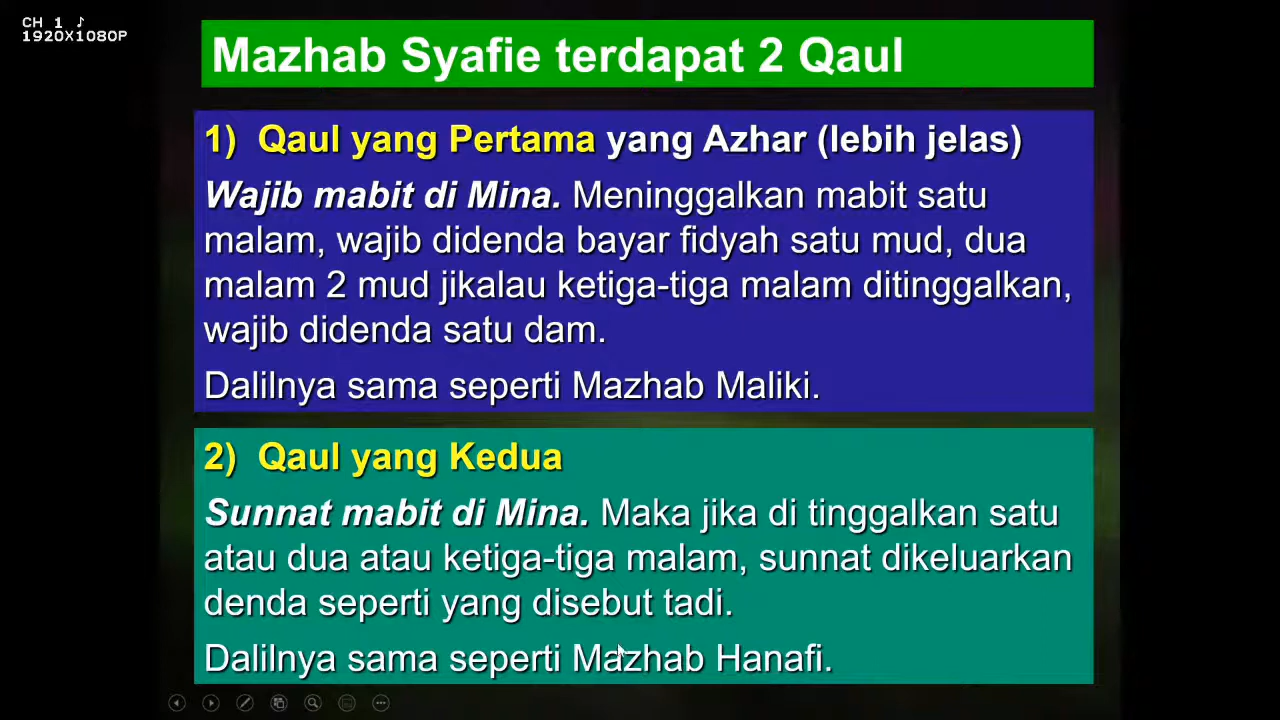 CH 1 ♪
1920X1080P
Mazhab Syafie terdapat 2 Qaul
1) Qaul yang Pertama yang Azhar (lebih jelas)
Wajib mabit di Mina. Meninggalkan mabit satu
malam, wajib didenda bayar fidyah satu mud, dua
malam 2 mud jikalau ketiga-tiga malam ditinggalkan,
wajib didenda satu dam.
Dalilnya sama seperti Mazhab Maliki.
2) Qaul yang Kedua
Sunnat mabit di Mina. Maka jika di tinggalkan satu
atau dua atau ketiga-tiga malam, sunnat dikeluarkan
denda seperti yang disebut tadi.
Dalilnya sama seperti Mazhab Hanafi.